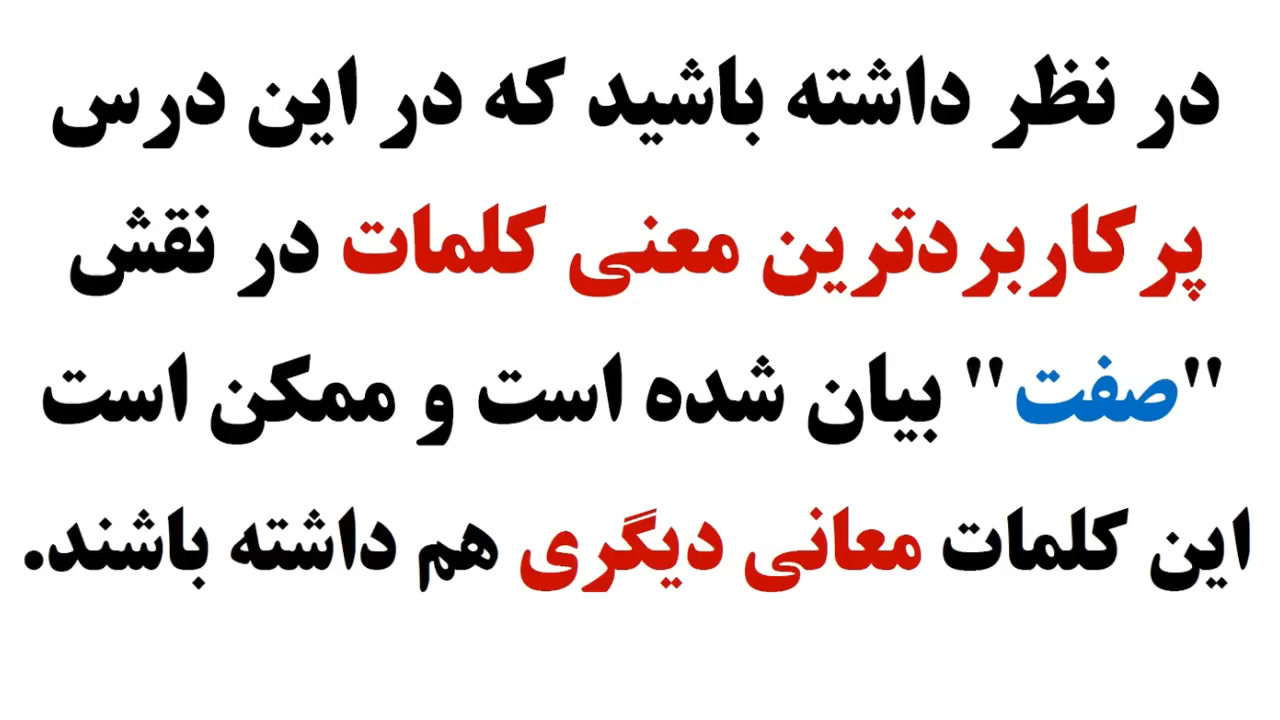 در نظر داشته باشید که در این درس
پرکاربردترین معنی کلمات در نقش
"صفت" بیان شده است و ممکن است
این کلمات معانی دیگری هم داشته باشند.